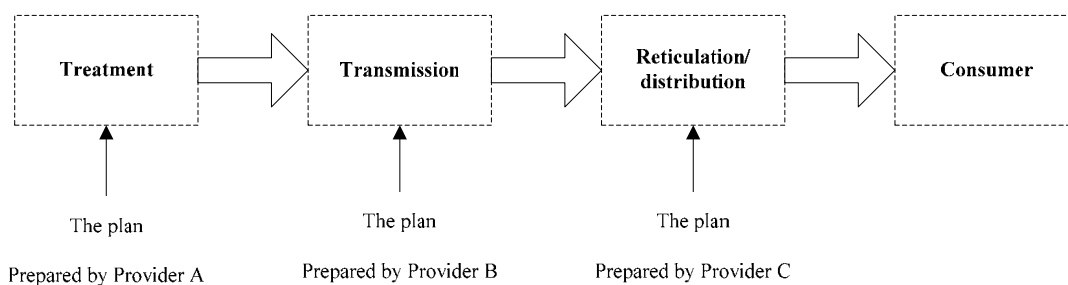 Treatment
Transmission
Reticulation/
distribution
Consumer
The plan
The plan
The plan
Prepared by Provider A
Prepared by Provider B
Prepared by Provider C